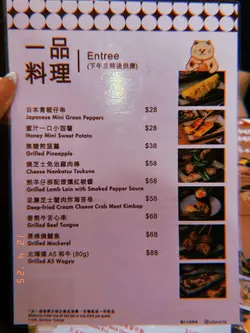 一品
料理
Entree
(下午三時後供應)
日本青椒仔串 $28
Japanese Mini Green Peppers
蜜汁一口小甜薯 $28
Honey Mini Sweet Potato
焦糖煎菠蘿 $38
Grilled Pineapple
燒芝士免治雞肉棒 $58
Cheese Nankotsu Tsukune
煎羊仔扒配煙燻紅椒醬 $58
Grilled Lamb Loin with Smoked Pepper Sauce
忌廉芝士蟹肉炸海苔卷 $58
Deep-fried Cream Cheese Crab Meat Kimbap
香煎牛舌心串 $68
Grilled Beef Tongue
原條燒鯖魚 $68
Grilled Mackerel
北海道 A5 和牛 (80g) $88
Grilled A5 Wagyu